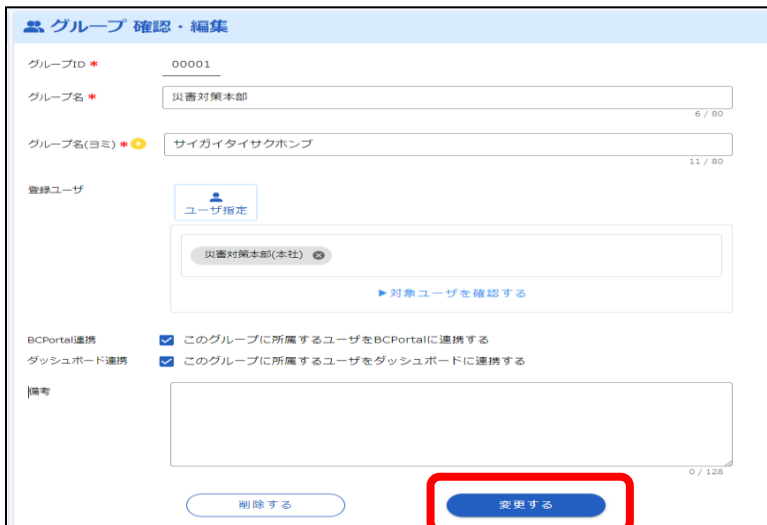 グループ 確認・編集
グループID * 00001
グループ名 * 災害対策本部
6 / 80
グループ名(ヨミ) * サイガイタイサクホンブ
11 / 80
登録ユーザ
ユーザ指定
災害対策本部(本社)
▶対象ユーザを確認する
BCPortal連携 このグループに所属するユーザをBCPortalに連携する
ダッシュボード連携 このグループに所属するユーザをダッシュボードに連携する
備考
0 / 128
削除する 変更する